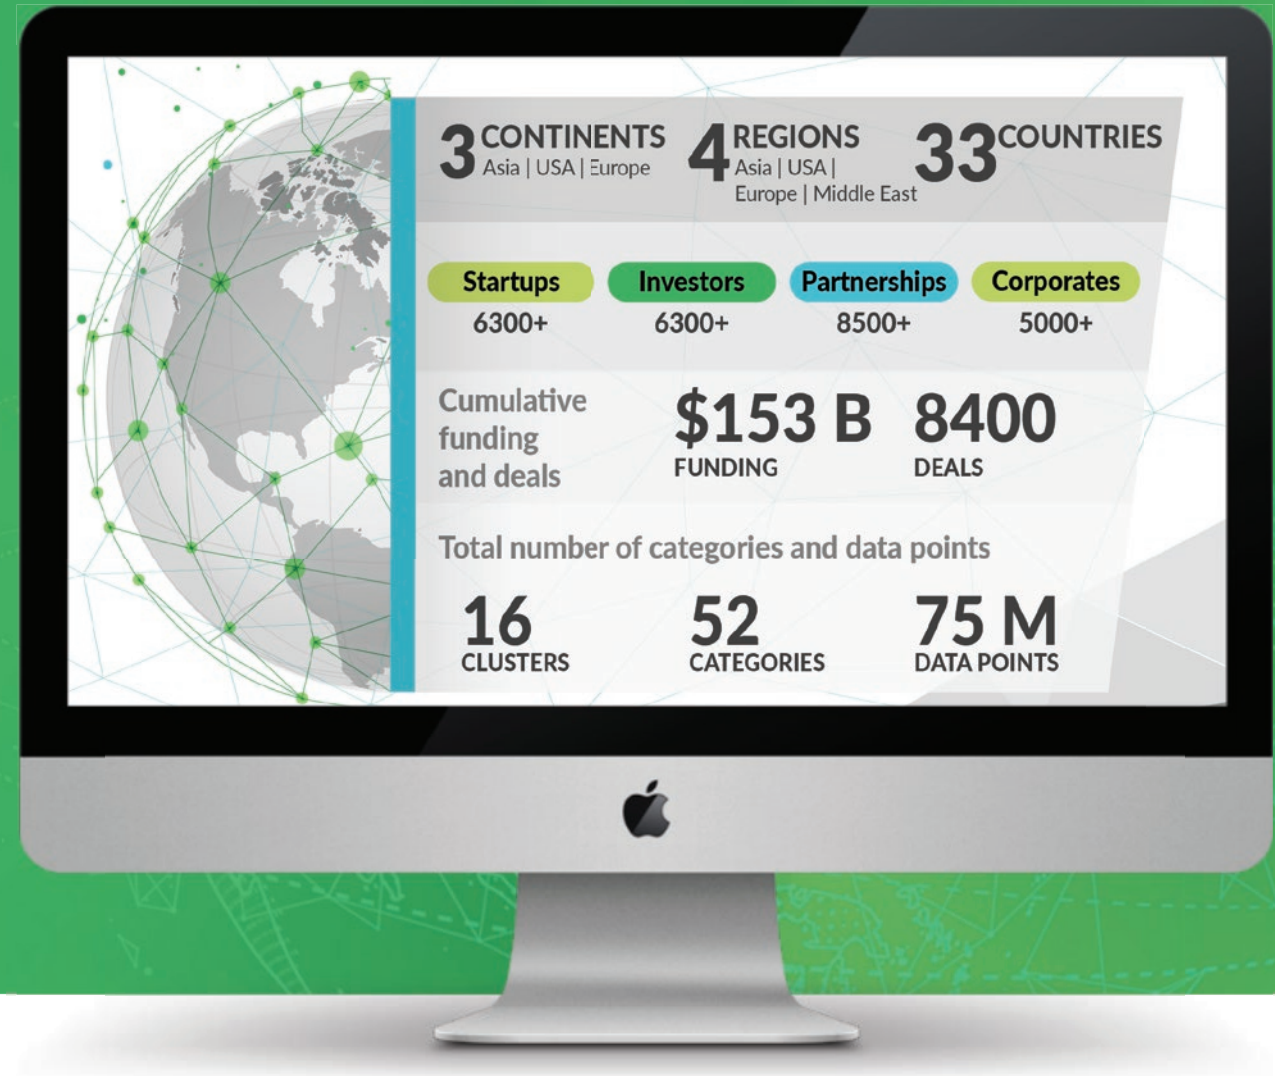 3 CONTINENTS
Asia | USA | Europe
4 REGIONS
Asia | USA |
Europe | Middle East
33 COUNTRIES
Startups
6300+
Investors
6300+
Partnerships
8500+
Corporates
5000+
Cumulative
funding
and deals
$153 B
FUNDING
8400
DEALS
Total number of categories and data points
16
CLUSTERS
52
CATEGORIES
75 M
DATA POINTS